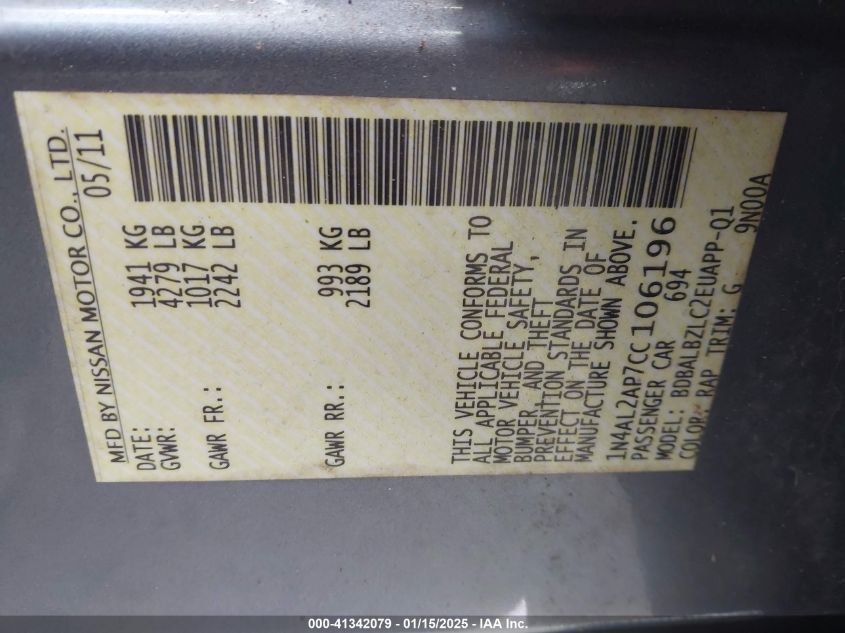 MFD BY NISSAN MOTOR CO., LTD.
DATE: 05/11
GVWR: 1941 KG
4279 LB
GAWR FR.: 1017 KG
2242 LB
GAWR RR.: 993 KG
2189 LB
THIS VEHICLE CONFORMS TO
ALL APPLICABLE FEDERAL
MOTOR VEHICLE SAFETY,
BUMPER, AND THEFT
PREVENTION STANDARDS IN
EFFECT ON THE DATE OF
MANUFACTURE SHOWN ABOVE.
1N4AL2AP7CC106196
PASSENGER CAR 694
MODEL: BDBALBZLC2EUAPP-Q1
COLOR: RAP TRIM: G 9N00A
000-41342079 - 01/15/2025 - IAA Inc.